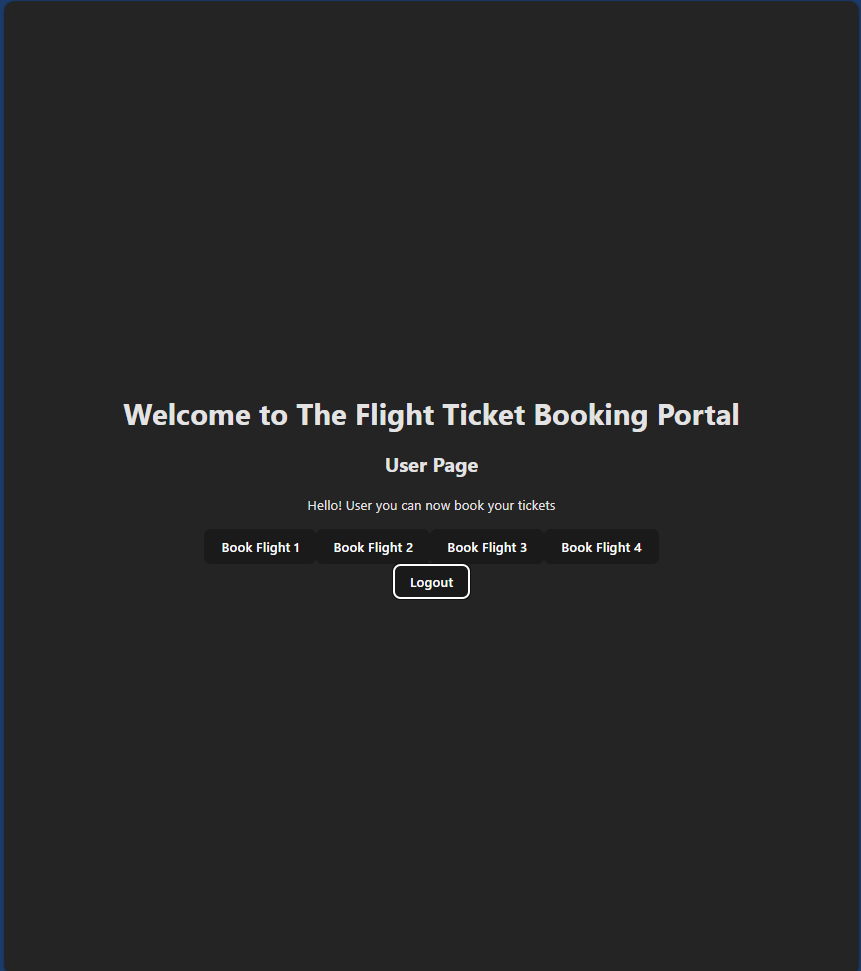 Welcome to The Flight Ticket Booking Portal
User Page
Hello! User you can now book your tickets
Book Flight 1 Book Flight 2 Book Flight 3 Book Flight 4
Logout